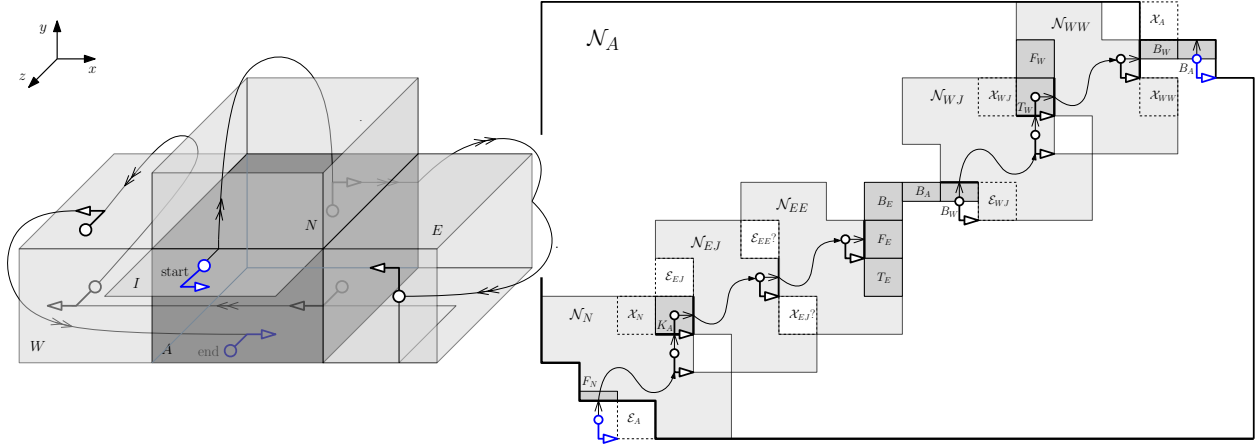 y
x
z
N
E
start
I
W
A
end
𝒩_A
𝒩_WW
𝒳_A
B_W
B_A
F_W
𝒩_WJ
𝒳_WJ
𝒳_WW
T_W
B_E
B_A
B_W
ℰ_WJ
𝒩_EE
𝒩_EJ
ℰ_EE?
F_E
ℰ_EJ
T_E
𝒩_N
𝒳_N
K_A
𝒳_EJ?
F_N
ℰ_A